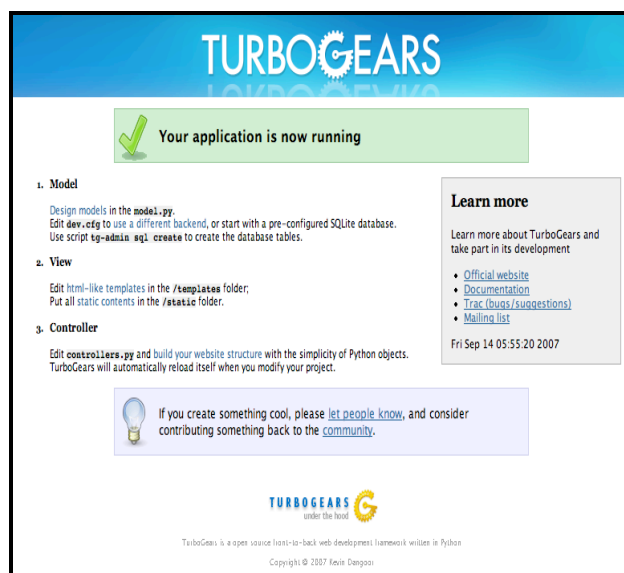 TURBOGEARS
Your application is now running
1. Model
Design models in the model.py.
Edit dev.cfg to use a different backend, or start with a pre-configured SQLite database.
Use script tg-admin sql create to create the database tables.
2. View
Edit html-like templates in the /templates folder;
Put all static contents in the /static folder.
3. Controller
Edit controllers.py and build your website structure with the simplicity of Python objects.
TurboGears will automatically reload itself when you modify your project.
Learn more
Learn more about TurboGears and
take part in its development
• Official website
• Documentation
• Trac (bugs/suggestions)
• Mailing list
Fri Sep 14 05:55:20 2007
If you create something cool, please let people know, and consider
contributing something back to the community.
TURBOGEARS
under the hood
TurboGears is a open source front-to-back web development framework written in Python
Copyright © 2007 Kevin Dangoor